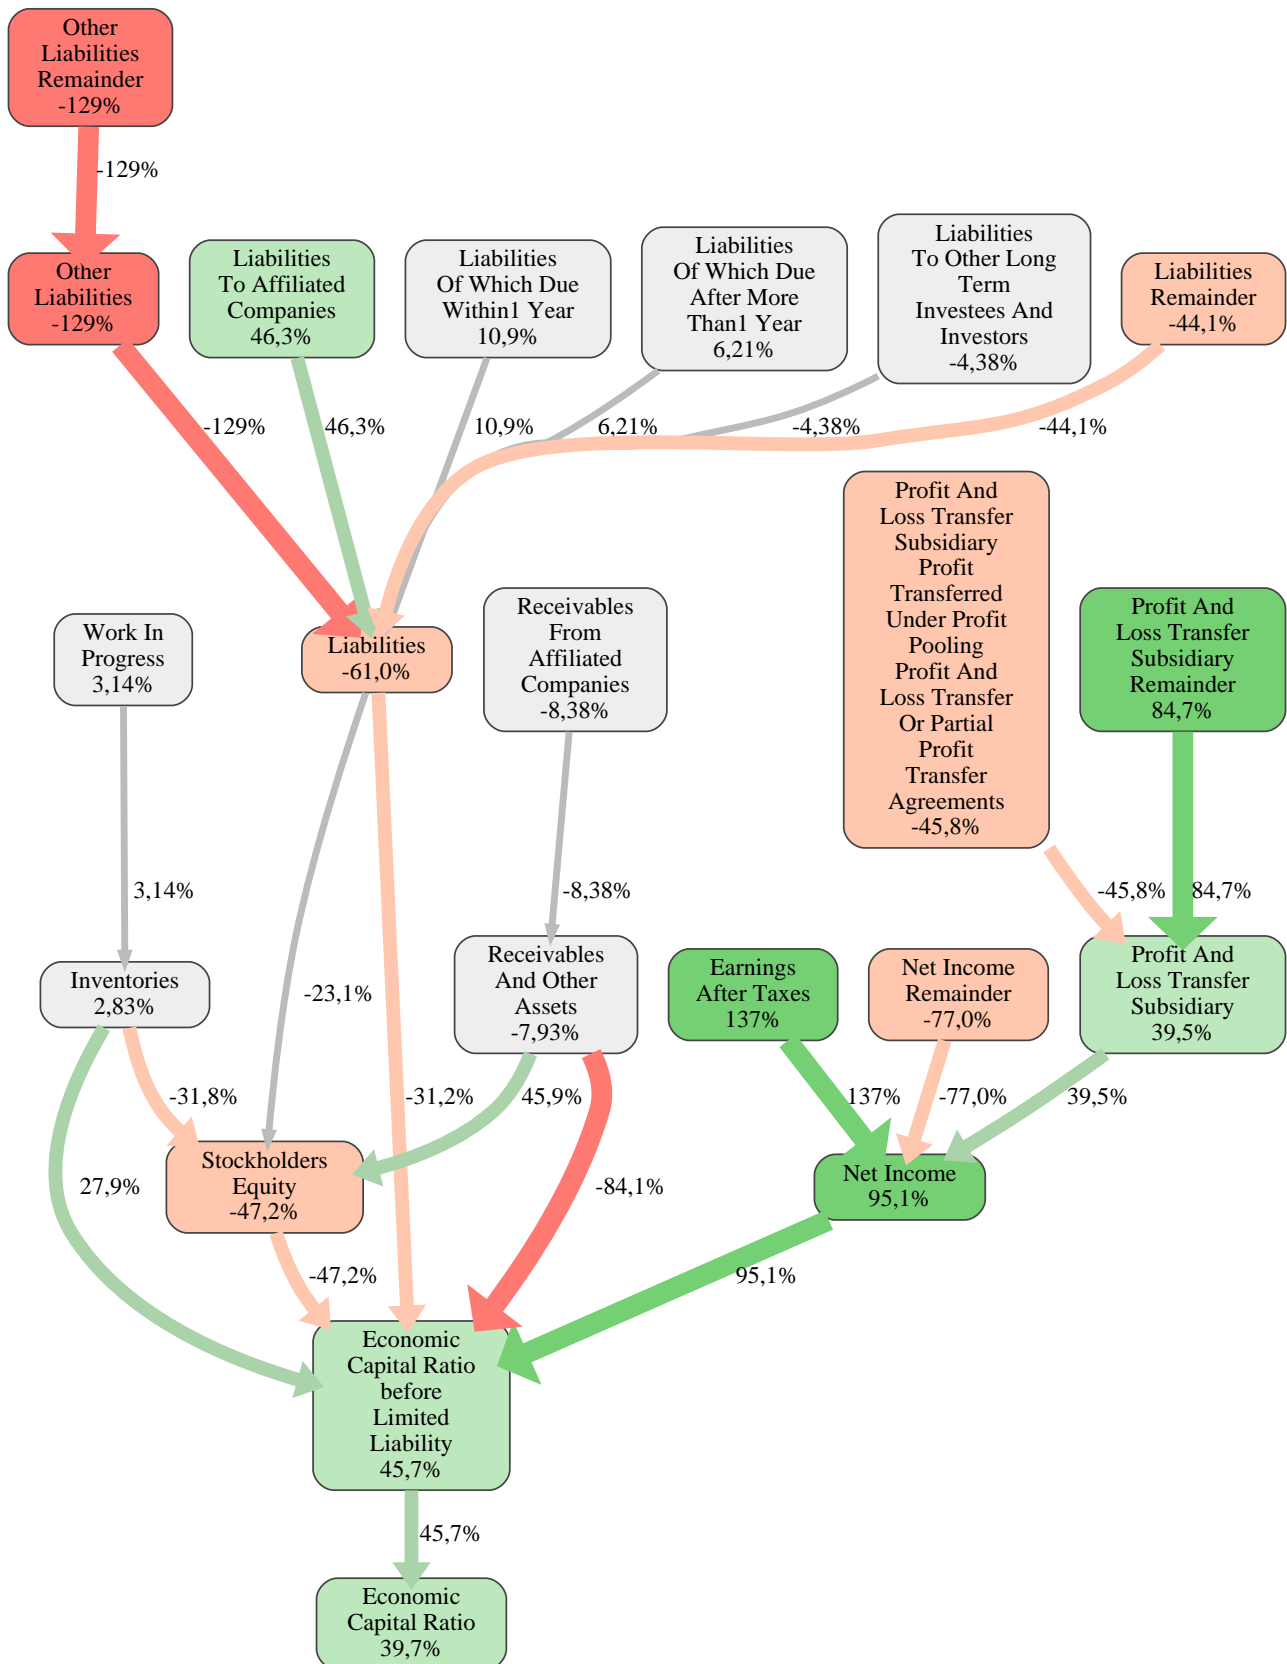 Other
Liabilities
Remainder
-129%
-129%
Other
Liabilities
-129%
Liabilities
To Affiliated
Companies
46,3%
Liabilities
Of Which Due
Within1 Year
10,9%
Liabilities
Of Which Due
After More
Than1 Year
6,21%
Liabilities
To Other Long
Term
Investees And
Investors
-4,38%
Liabilities
Remainder
-44,1%
-129%
46,3%
10,9%
6,21%
-4,38%
-44,1%
Profit And
Loss Transfer
Subsidiary
Profit
Transferred
Under Profit
Pooling
Profit And
Loss Transfer
Or Partial
Profit
Transfer
Agreements
-45,8%
Work In
Progress
3,14%
Liabilities
-61,0%
Receivables
From
Affiliated
Companies
-8,38%
Profit And
Loss Transfer
Subsidiary
Remainder
84,7%
3,14%
-8,38%
-45,8%
84,7%
Inventories
2,83%
-23,1%
Receivables
And Other
Assets
-7,93%
Earnings
After Taxes
137%
Net Income
Remainder
-77,0%
Profit And
Loss Transfer
Subsidiary
39,5%
-31,8%
-31,2%
45,9%
137%
-77,0%
39,5%
27,9%
Stockholders
Equity
-47,2%
-84,1%
Net Income
95,1%
-47,2%
95,1%
Economic
Capital Ratio
before
Limited
Liability
45,7%
45,7%
Economic
Capital Ratio
39,7%